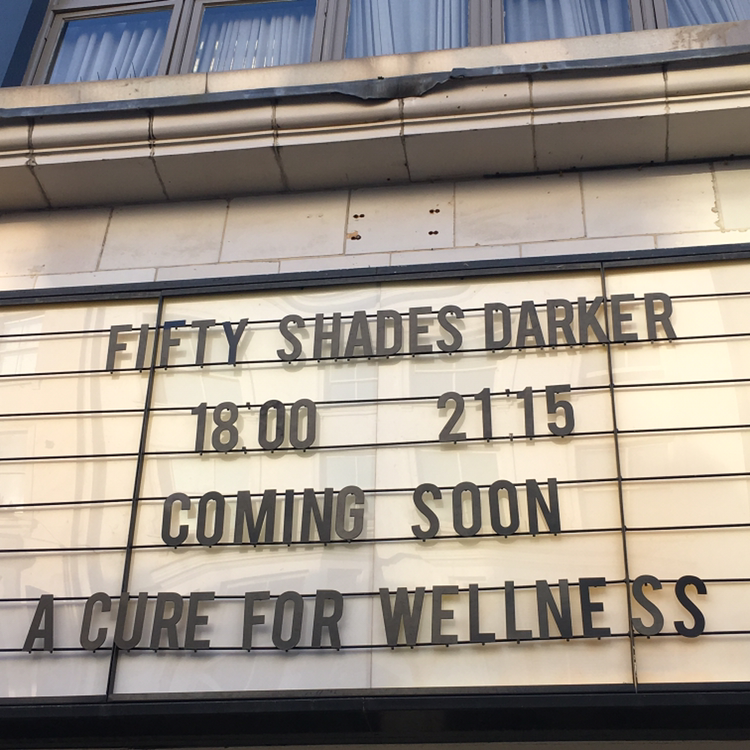 FIFTY SHADES DARKER
18:00 21:15
COMING SOON
A CURE FOR WELLNESS